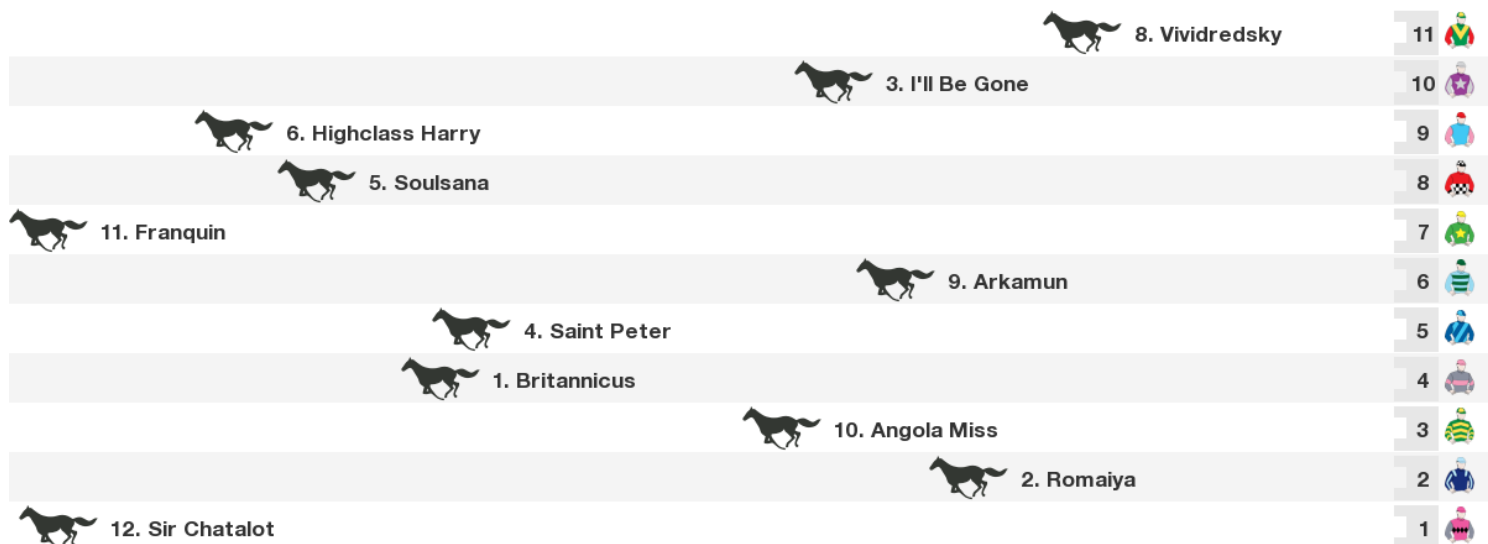 8. Vividredsky 11
3. I'll Be Gone 10
6. Highclass Harry 9
5. Soulsana 8
11. Franquin 7
9. Arkamun 6
4. Saint Peter 5
1. Britannicus 4
10. Angola Miss 3
2. Romaiya 2
12. Sir Chatalot 1